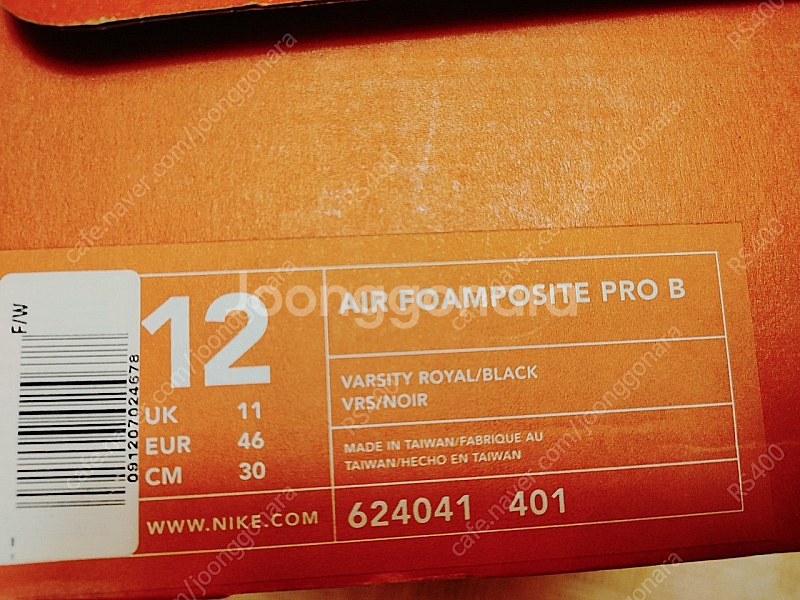 F/W
091207024678
12
UK 11
EUR 46
CM 30
WWW.NIKE.COM
AIR FOAMPOSITE PRO B
VARSITY ROYAL/BLACK
VRS/NOIR
MADE IN TAIWAN/FABRIQUE AU
TAIWAN/HECHO EN TAIWAN
624041 401
Joonggonara
cafe.naver.com/joonggonara
RS400